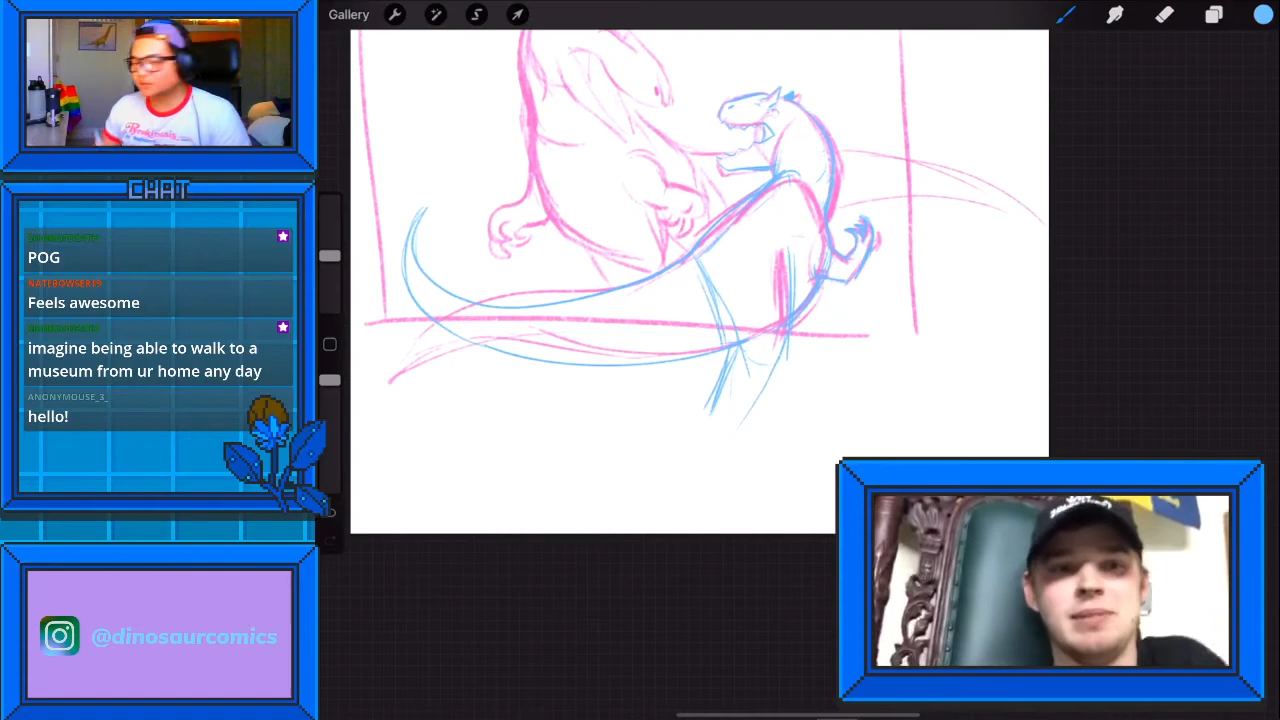 Gallery
CHAT
POG
NATEBOWSER19
Feels awesome
imagine being able to walk to a
museum from ur home any day
ANONYMOUSE_3_
hello!
@dinosaurcomics